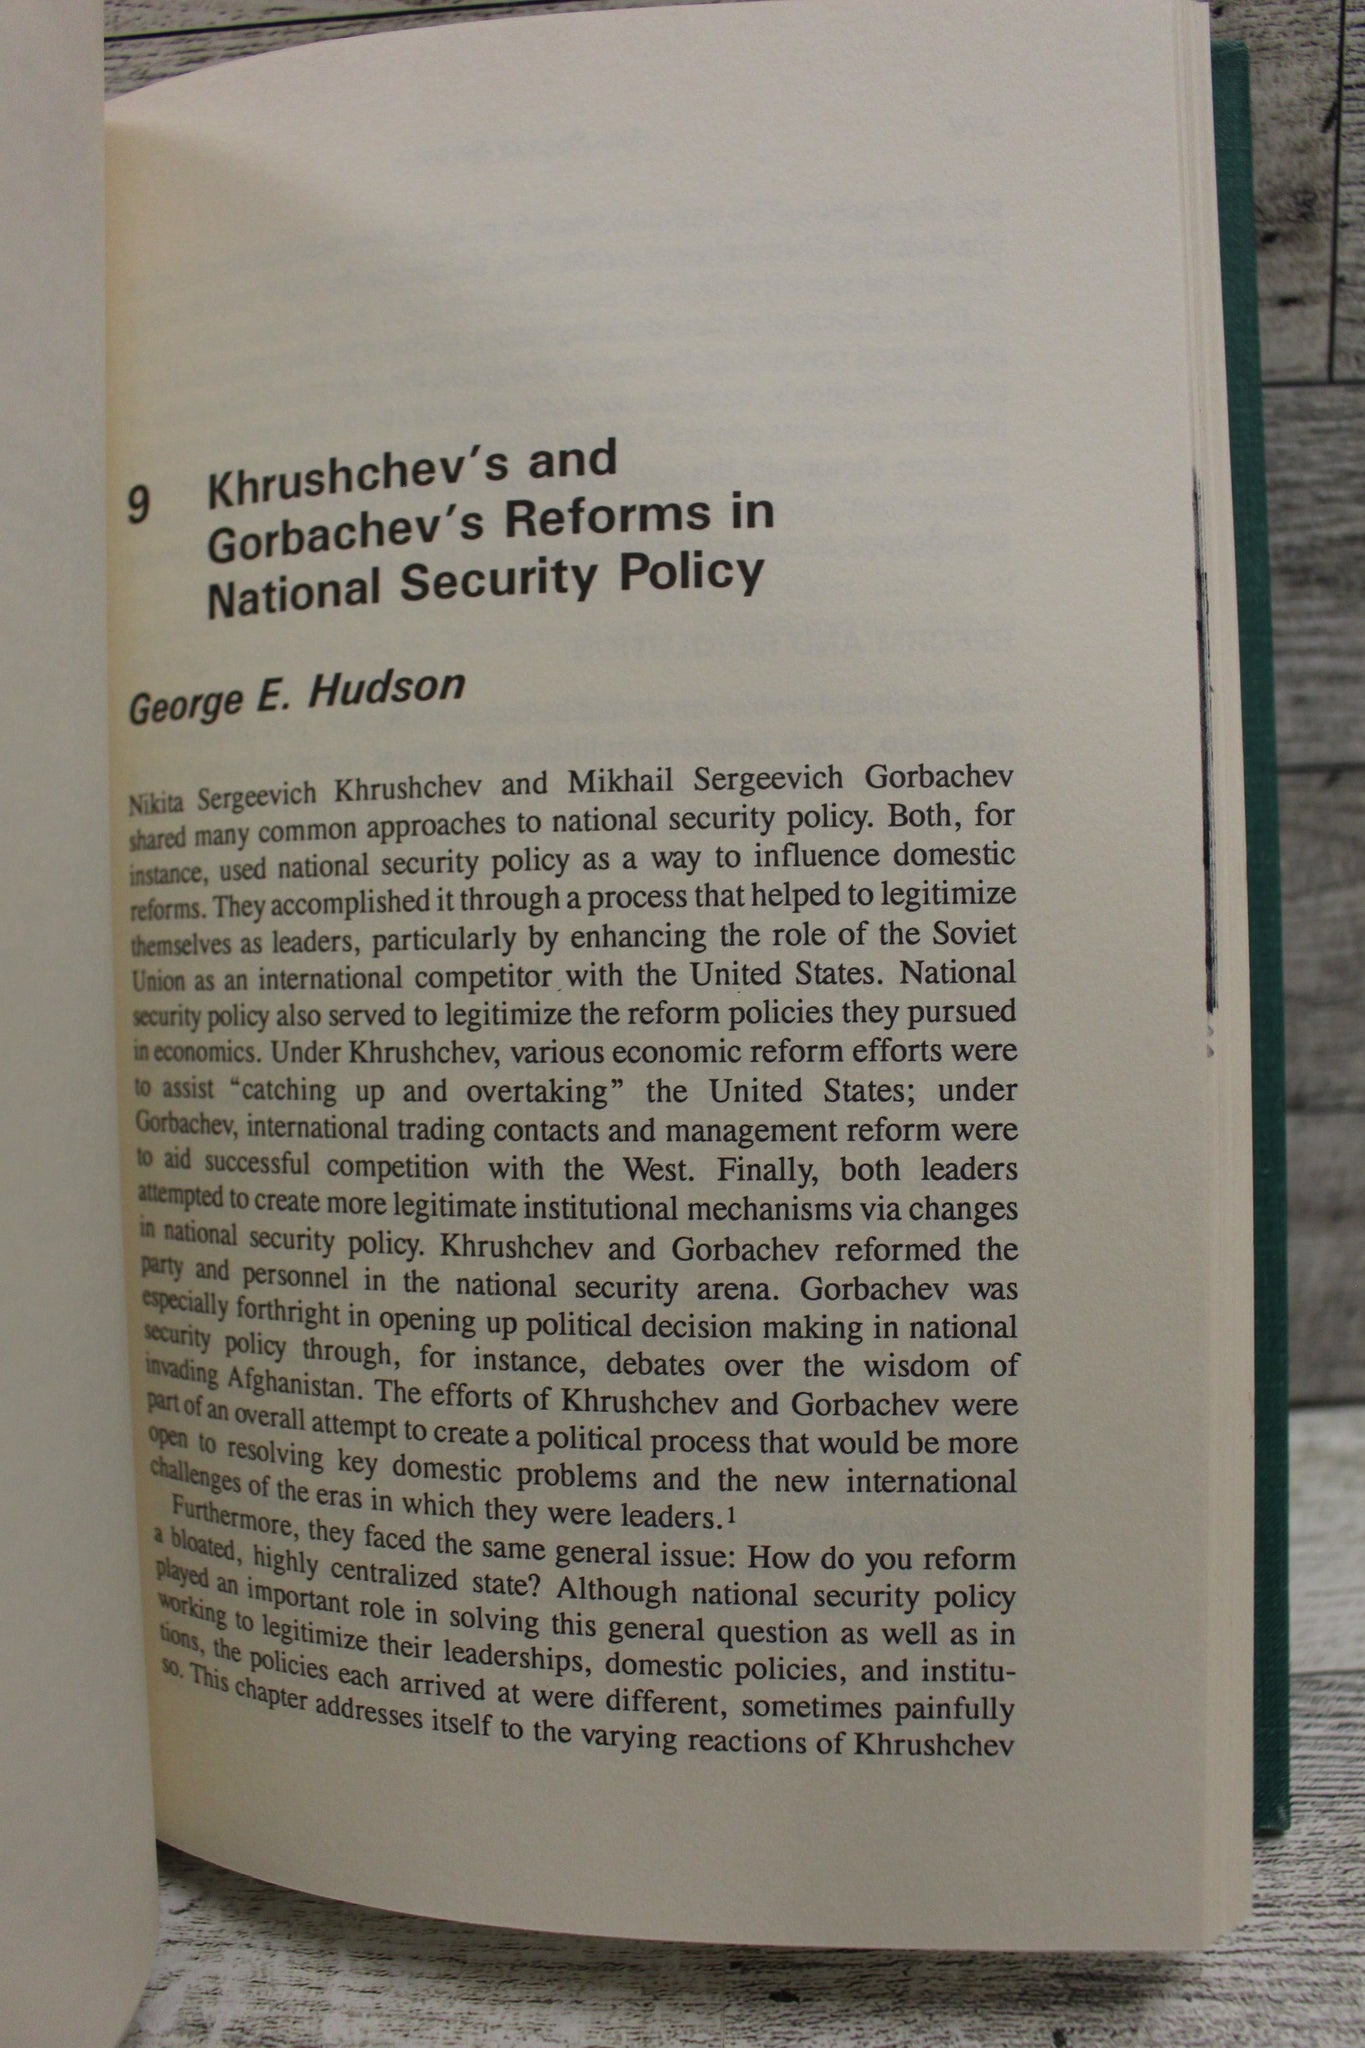 9 Khrushchev's and
Gorbachev's Reforms in
National Security Policy
George E. Hudson
Nikita Sergeevich Khrushchev and Mikhail Sergeevich Gorbachev
shared many common approaches to national security policy. Both, for
instance, used national security policy as a way to influence domestic
reforms. They accomplished it through a process that helped to legitimize
themselves as leaders, particularly by enhancing the role of the Soviet
Union as an international competitor with the United States. National
security policy also served to legitimize the reform policies they pursued
in economics. Under Khrushchev, various economic reform efforts were
to assist “catching up and overtaking” the United States; under
Gorbachev, international trading contacts and management reform were
to aid successful competition with the West. Finally, both leaders
attempted to create more legitimate institutional mechanisms via changes
in national security policy. Khrushchev and Gorbachev reformed the
party and personnel in the national security arena. Gorbachev was
especially forthright in opening up political decision making in national
security policy through, for instance, debates over the wisdom of
invading Afghanistan. The efforts of Khrushchev and Gorbachev were
part of an overall attempt to create a political process that would be more
open to resolving key domestic problems and the new international
challenges of the eras in which they were leaders.1
Furthermore, they faced the same general issue: How do you reform
a bloated, highly centralized state? Although national security policy
played an important role in solving this general question as well as in
working to legitimize their leaderships, domestic policies, and institu-
tions, the policies each arrived at were different, sometimes painfully
so. This chapter addresses itself to the varying reactions of Khrushchev